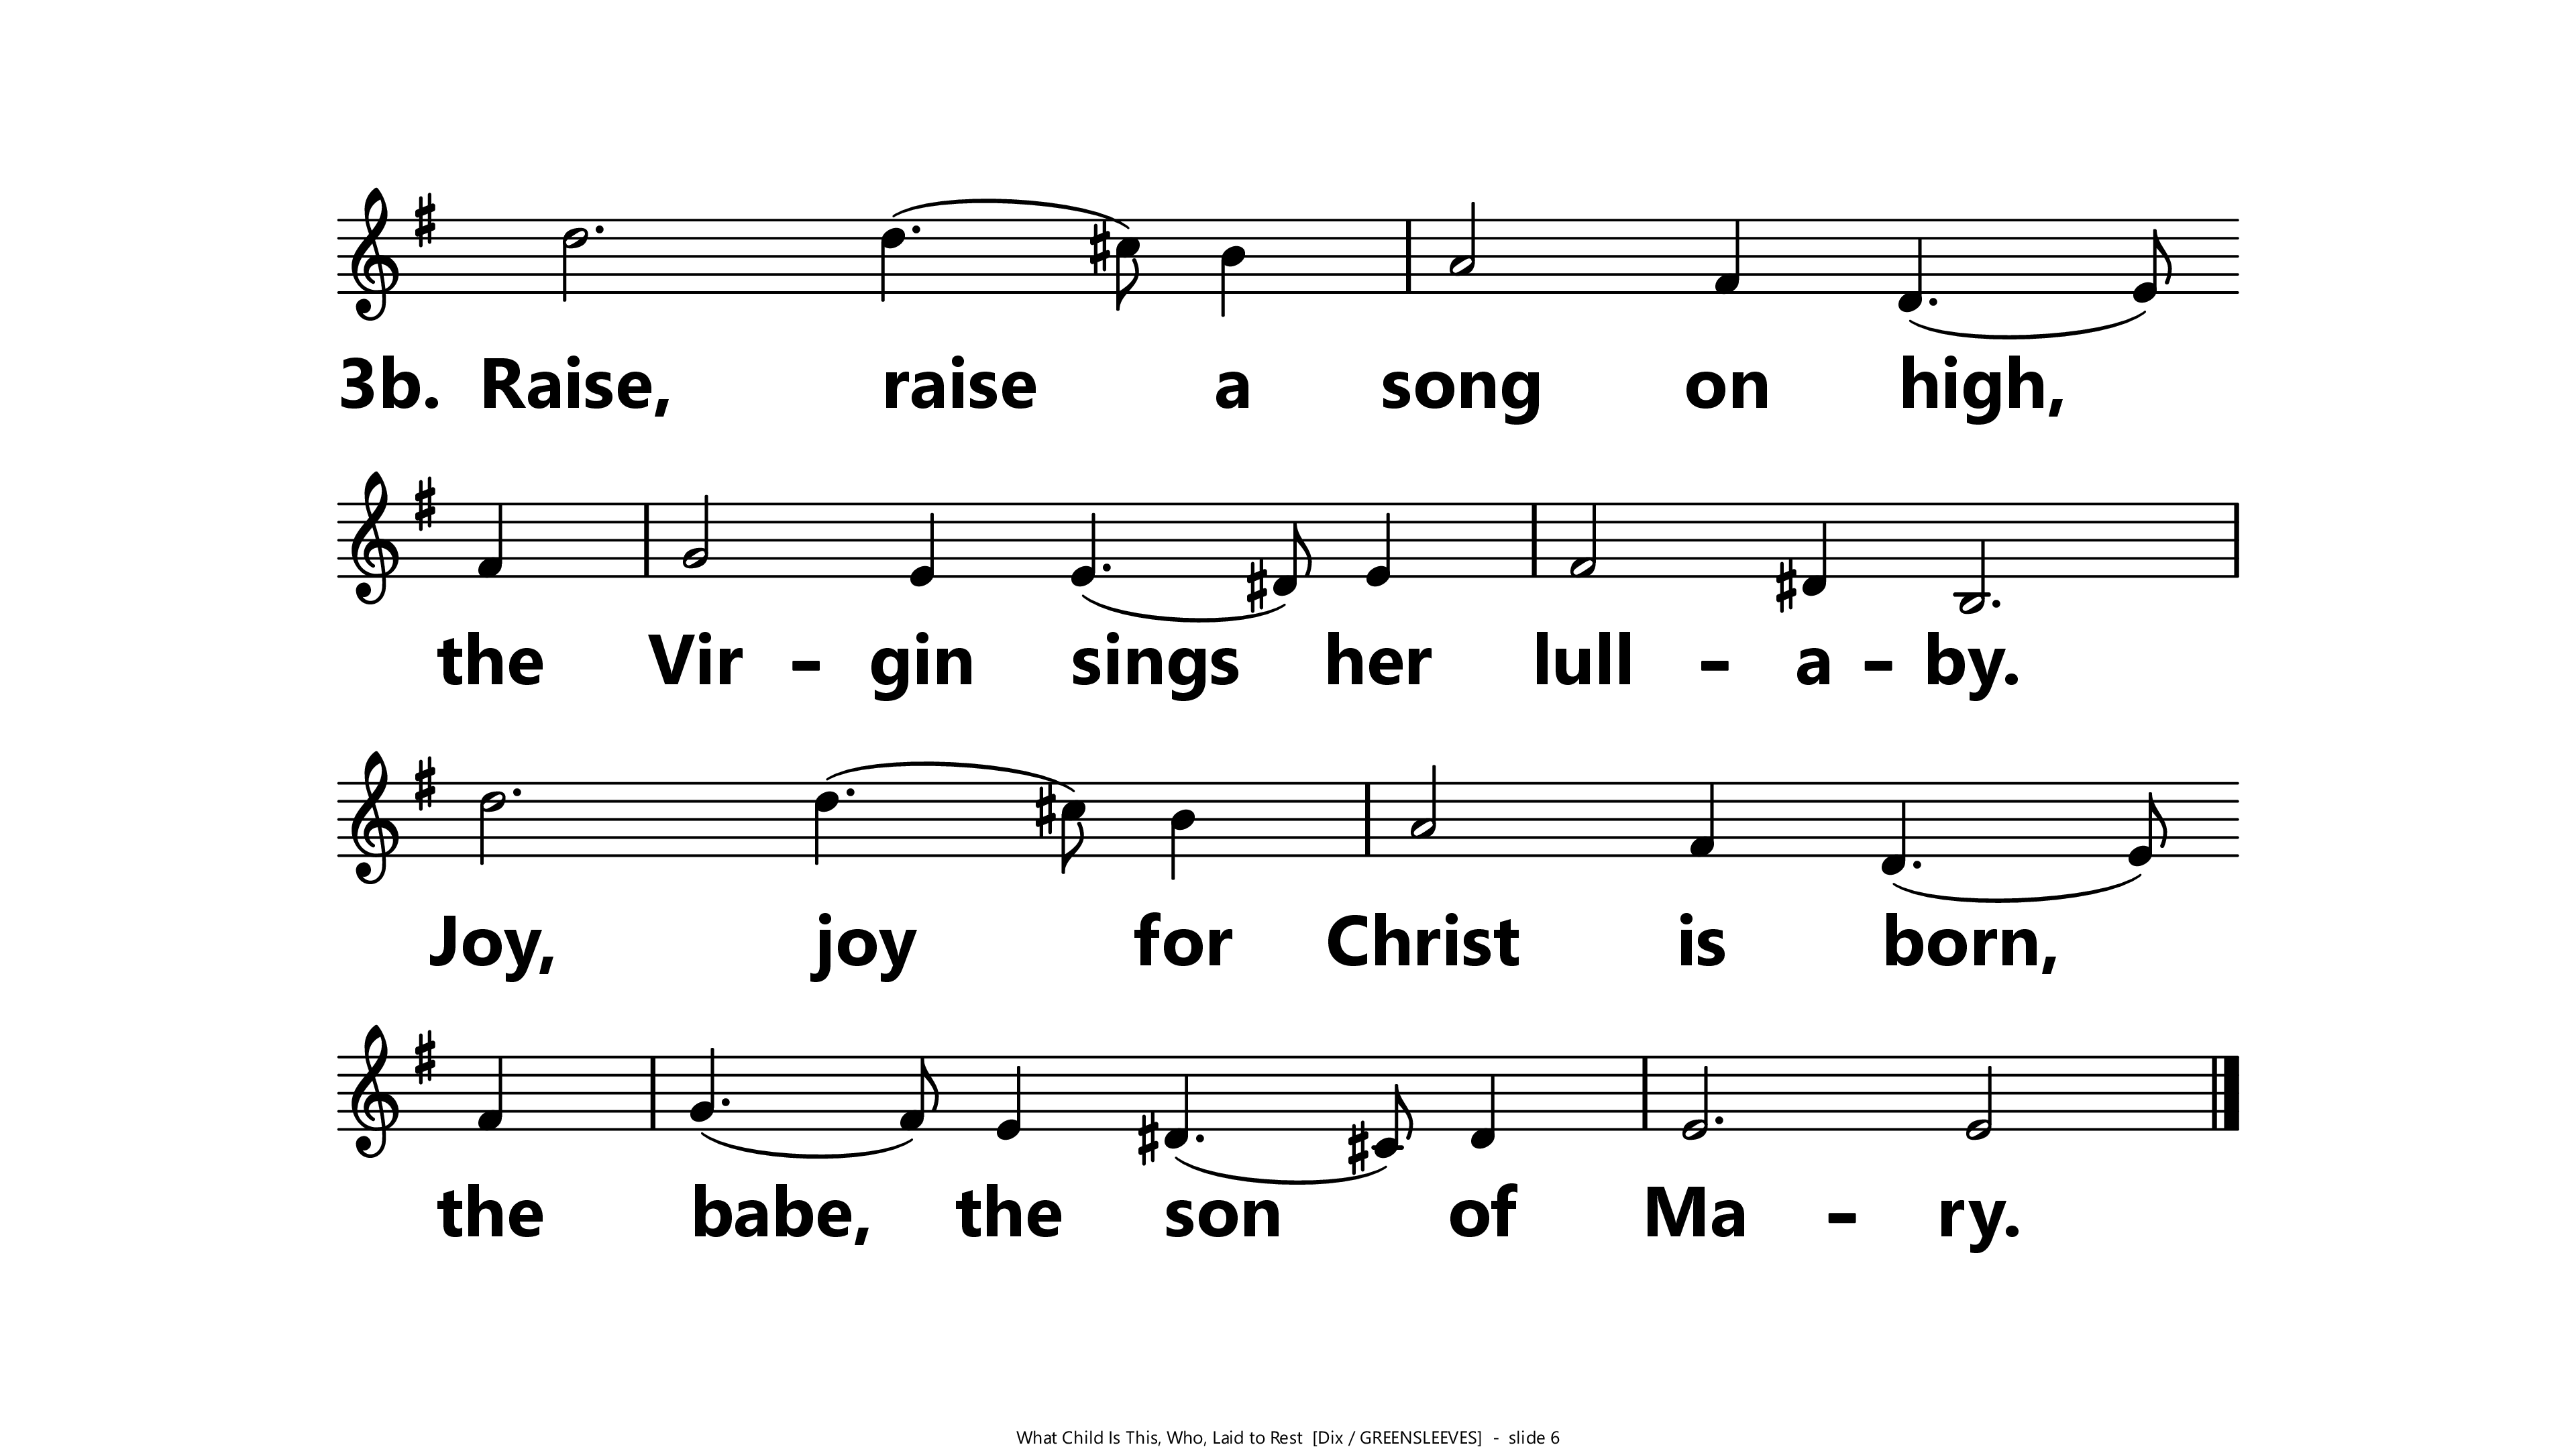 3b. Raise, raise a song on high,
the Vir - gin sings her lull - a - by.
Joy, joy for Christ is born,
the babe, the son of Ma - ry.
What Child Is This, Who, Laid to Rest [Dix / GREENSLEEVES] - slide 6